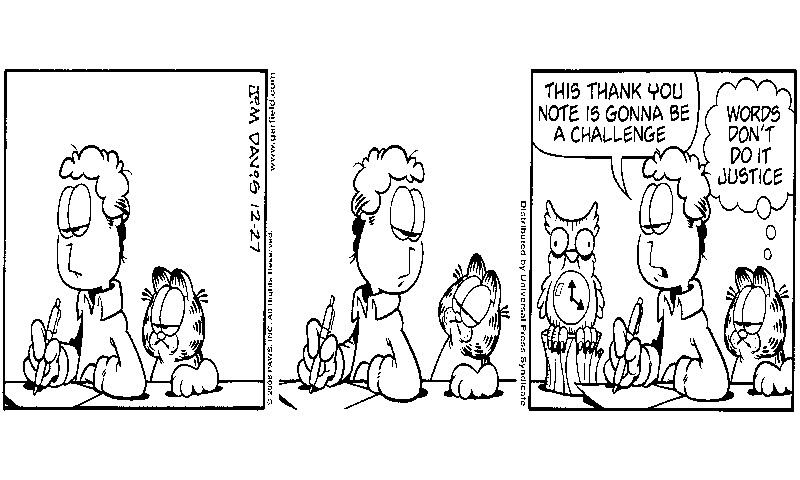 JIM DAVIS 12-27
www.garfield.com
© 2008 PAWS, INC. All Rights Reserved.
Distributed by Universal Press Syndicate
THIS THANK YOU
NOTE IS GONNA BE
A CHALLENGE
WORDS
DON'T
DO IT
JUSTICE